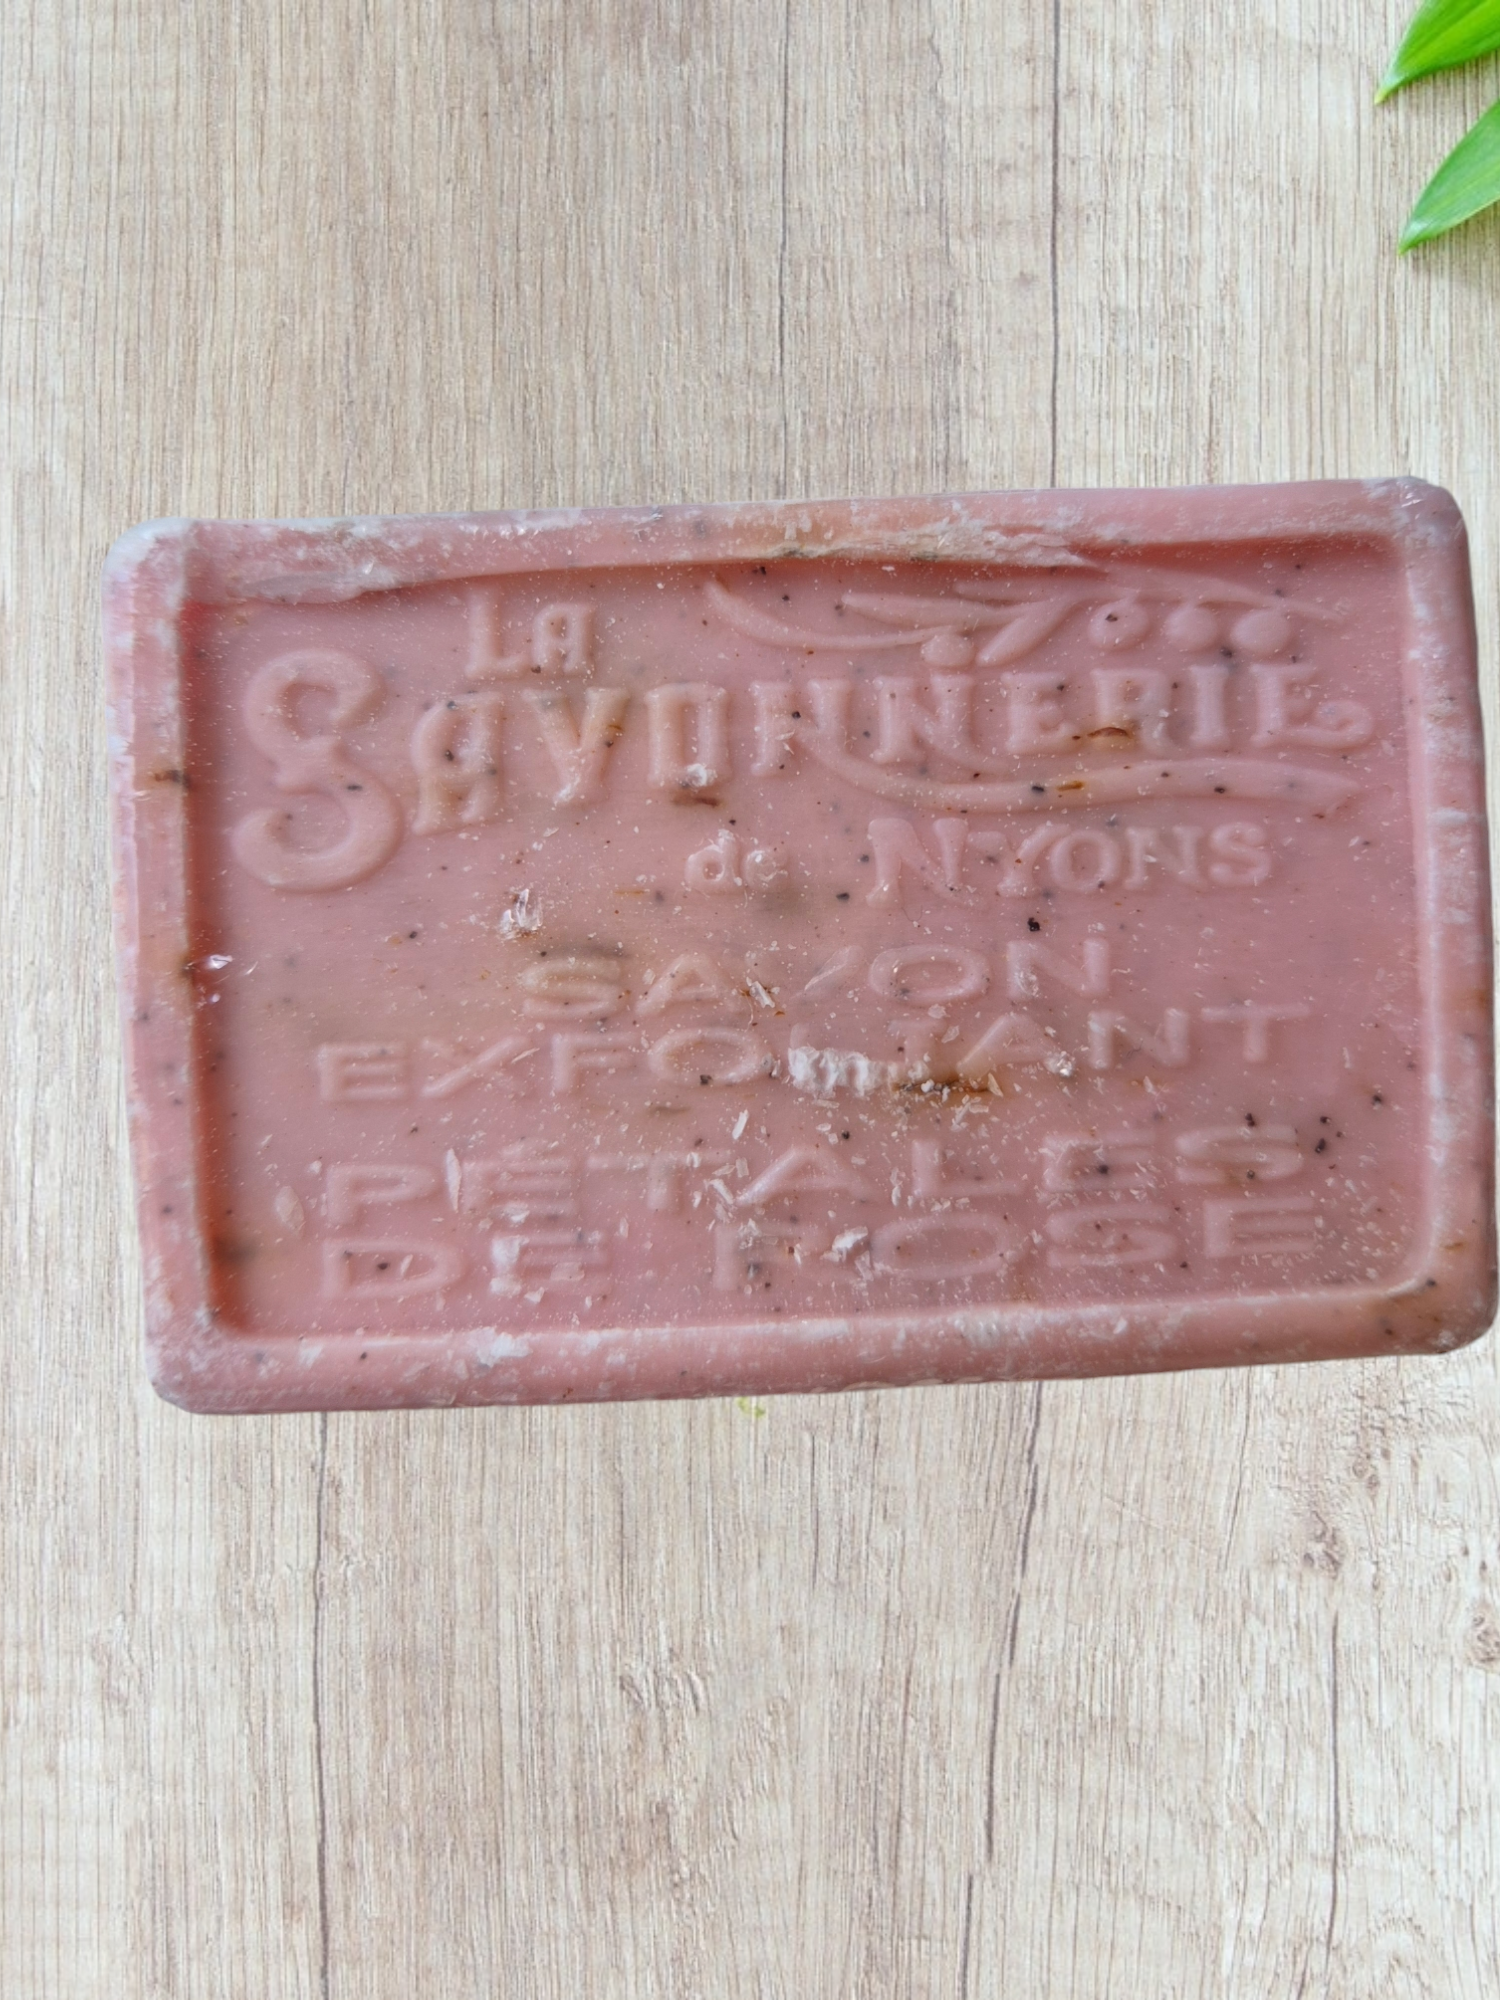 LA
SAVONNERIE
de NYONS
SAVON
EXFOLIANT
PÉTALES
DE ROSE